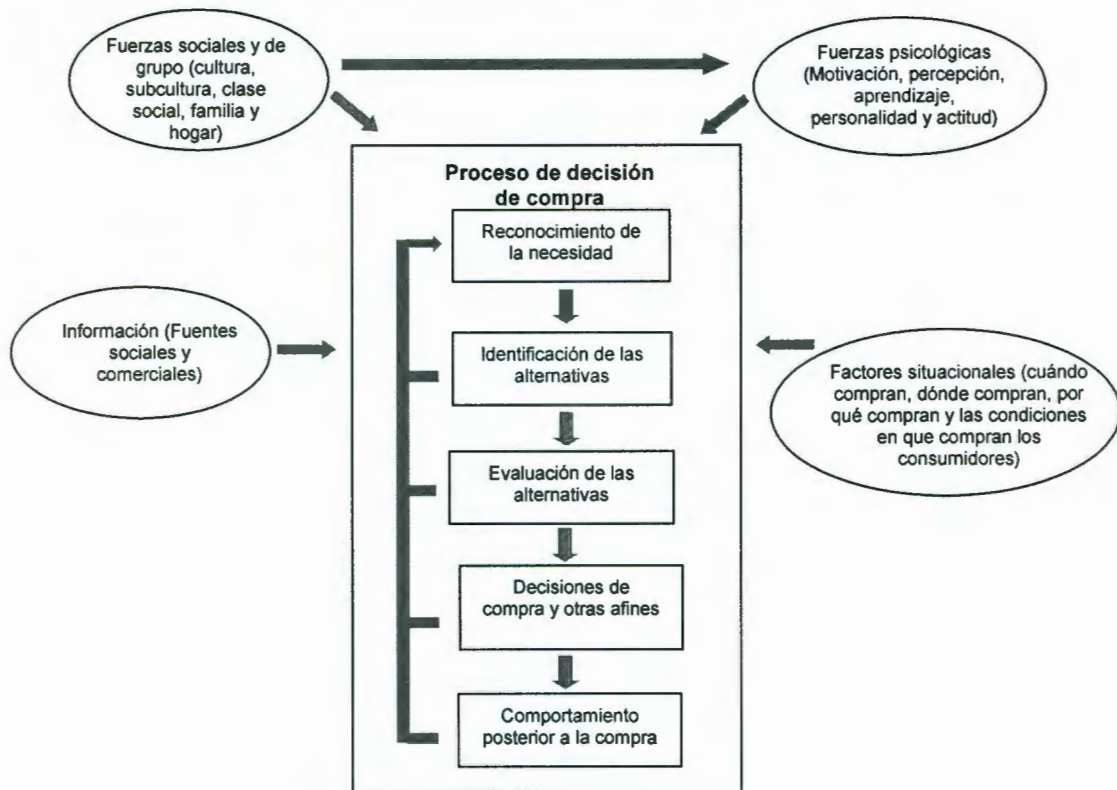 Fuerzas sociales y de
grupo (cultura,
subcultura, clase
social, familia y
hogar)
Fuerzas psicológicas
(Motivación, percepción,
aprendizaje,
personalidad y actitud)
Proceso de decisión
de compra
Reconocimiento de
la necesidad
Información (Fuentes
sociales y
comerciales)
Identificación de las
alternativas
Factores situacionales (cuándo
compran, dónde compran, por
qué compran y las condiciones
en que compran los
consumidores)
Evaluación de las
alternativas
Decisiones de
compra y otras afines
Comportamiento
posterior a la compra